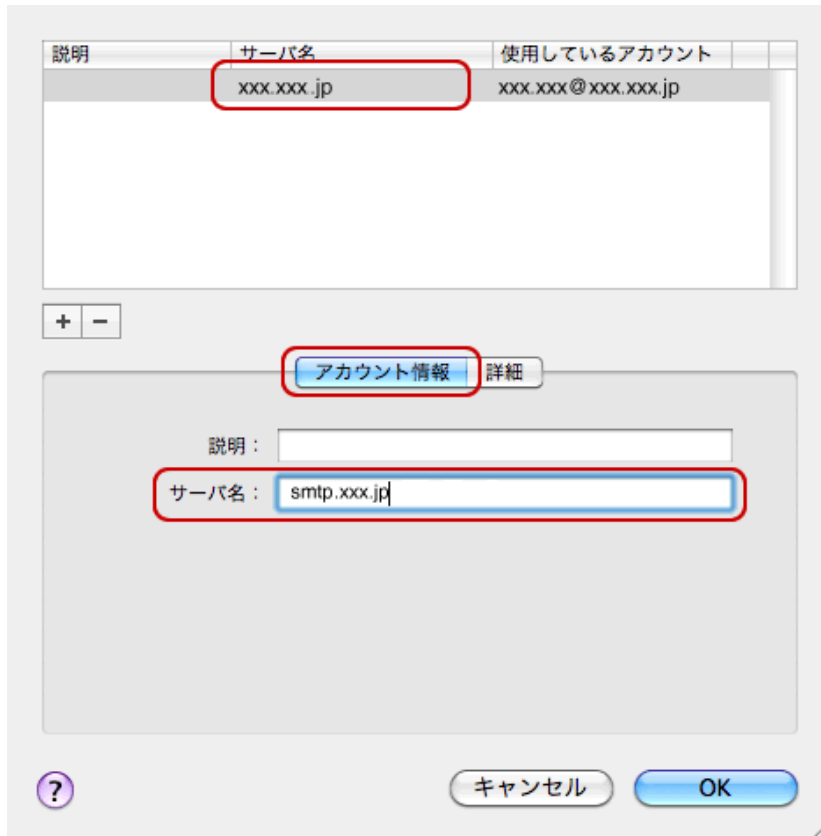 説明 サーバ名 使用しているアカウント
xxx.xxx.jp xxx.xxx@xxx.xxx.jp
+ −
アカウント情報 詳細
説明：
サーバ名： smtp.xxx.jp
? キャンセル OK